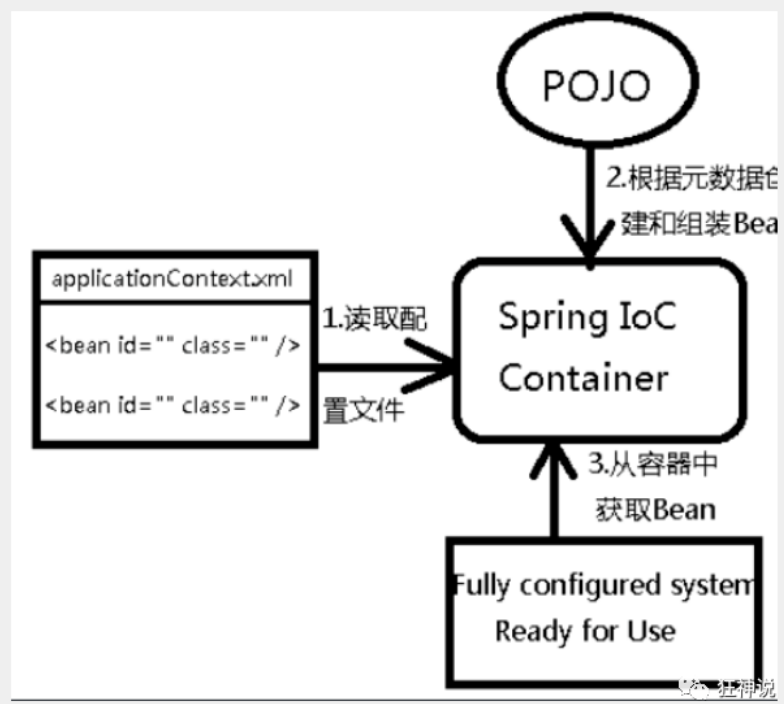 POJO
2.根据元数据
建和组装Bea
applicationContext.xml
<bean id="" class="" />
<bean id="" class="" />
1.读取配
置文件
Spring IoC
Container
3.从容器中
获取Bean
Fully configured system
Ready for Use
狂神说